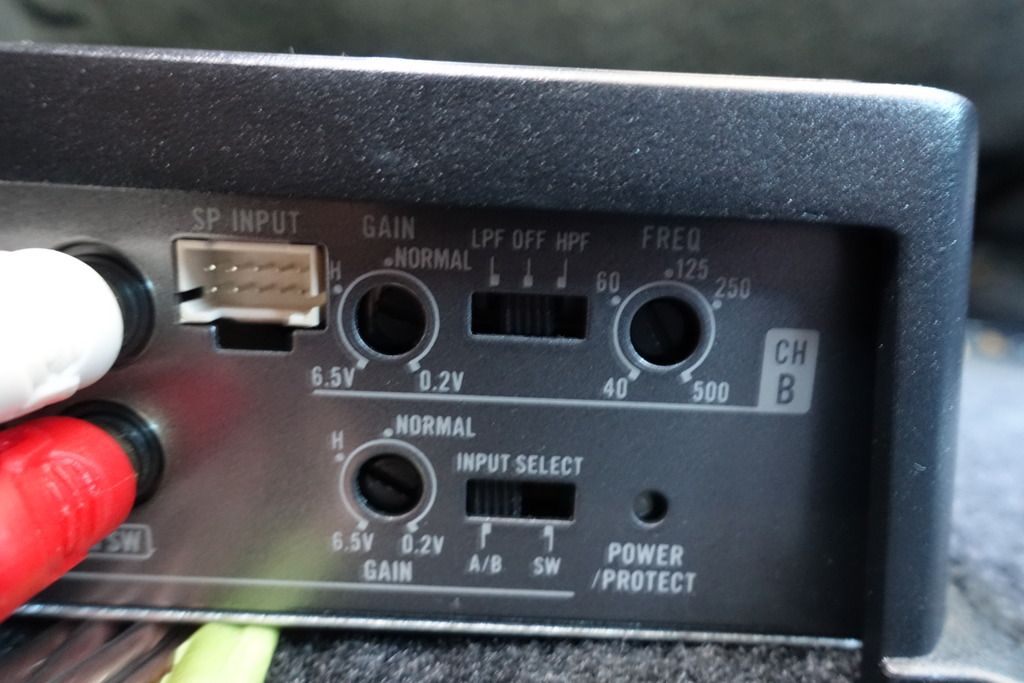 SP INPUT
GAIN
H
NORMAL
6.5V
0.2V
LPF OFF HPF
FREQ
60
125
250
40
500
CH
B
H
NORMAL
6.5V
0.2V
GAIN
INPUT SELECT
A/B
SW
POWER
/PROTECT
SW